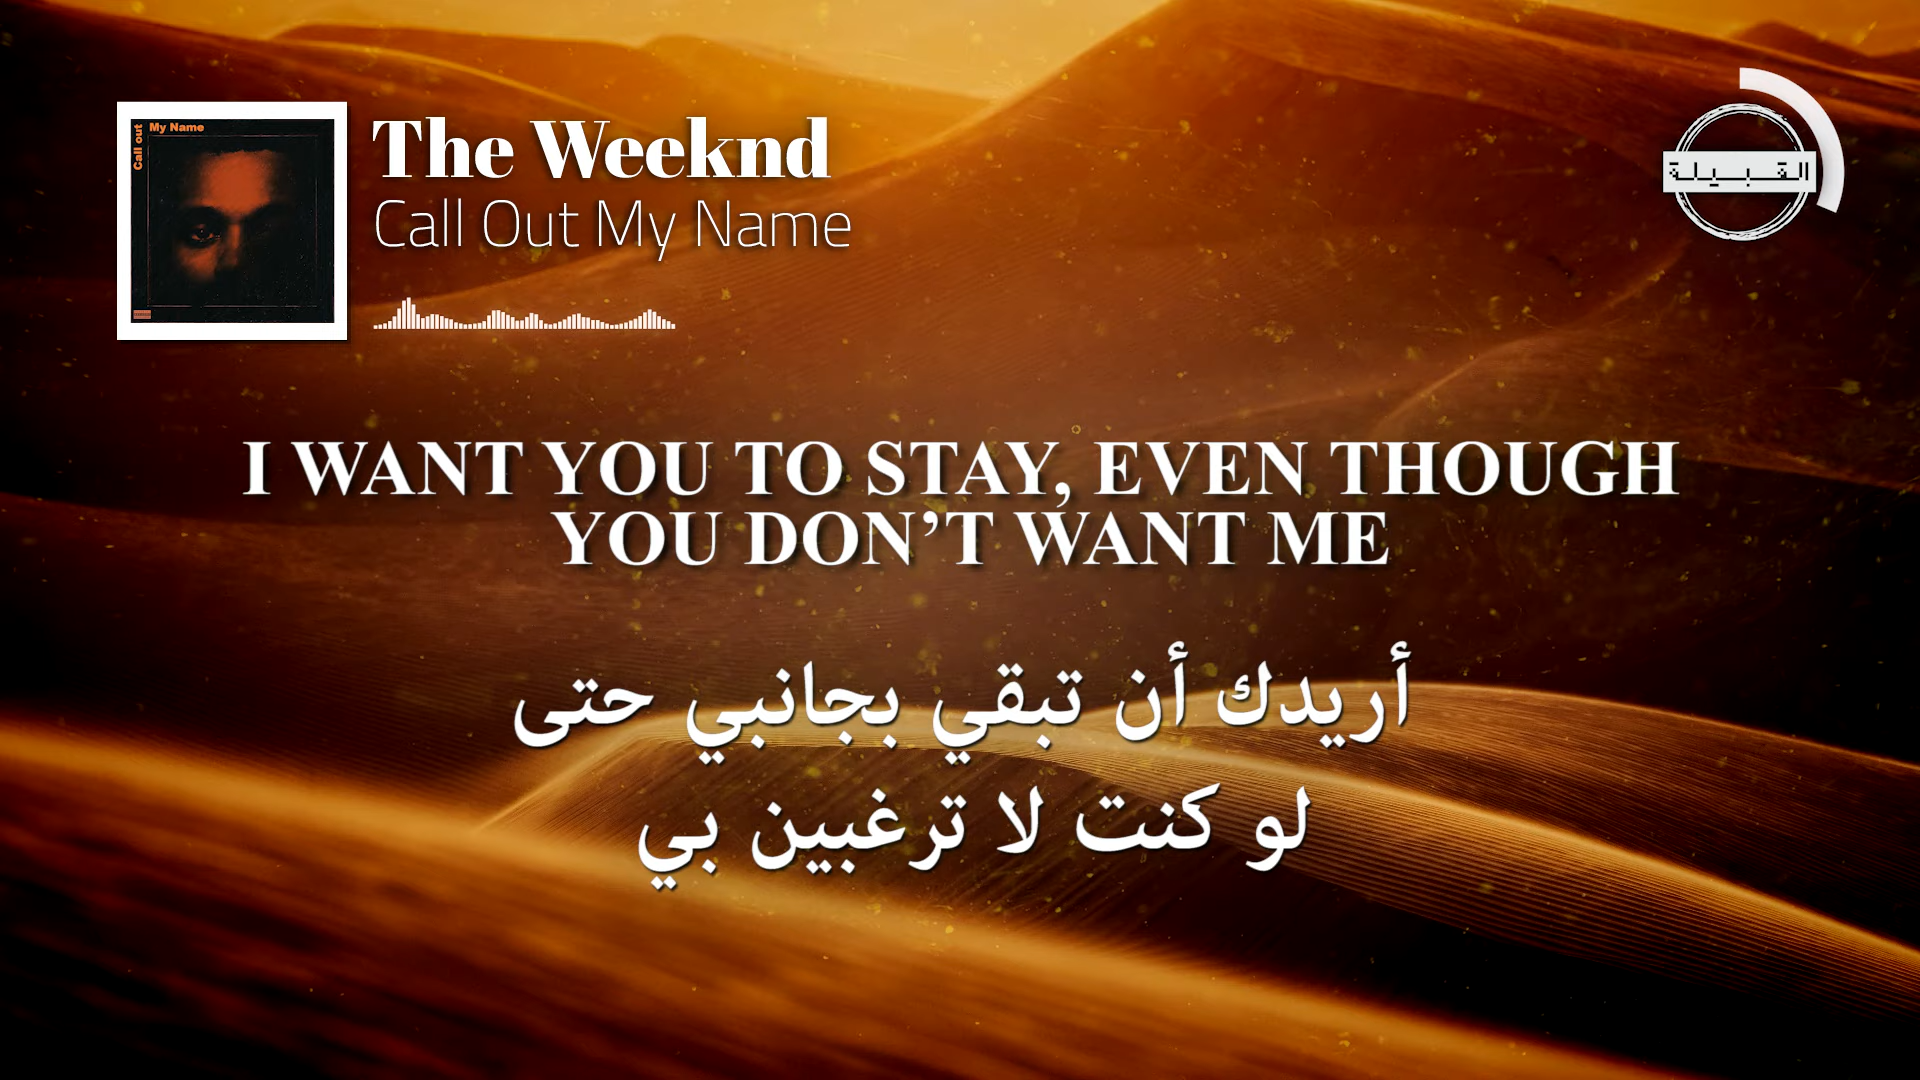 Call out
My Name
The Weeknd
Call Out My Name
القبيلة
I WANT YOU TO STAY, EVEN THOUGH
YOU DON’T WANT ME
أريدك أن تبقي بجانبي حتى
لو كنت لا ترغبين بي